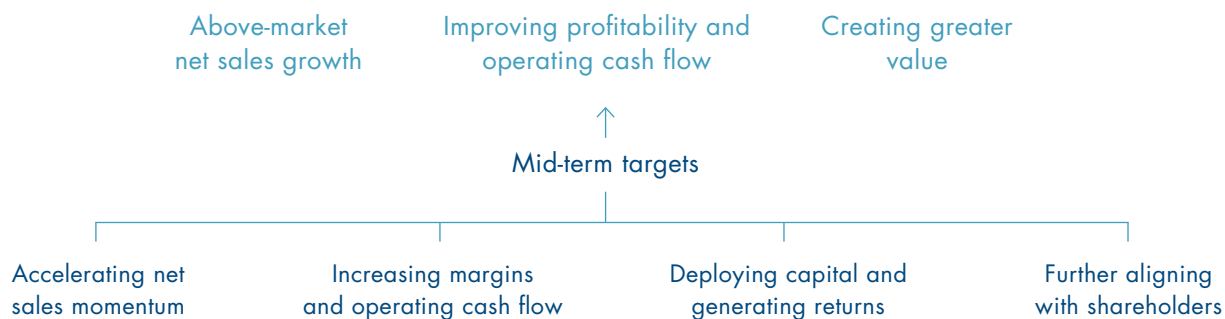 Above-market
net sales growth
Improving profitability and
operating cash flow
Creating greater
value
Mid-term targets
Accelerating net
sales momentum
Increasing margins
and operating cash flow
Deploying capital and
generating returns
Further aligning
with shareholders